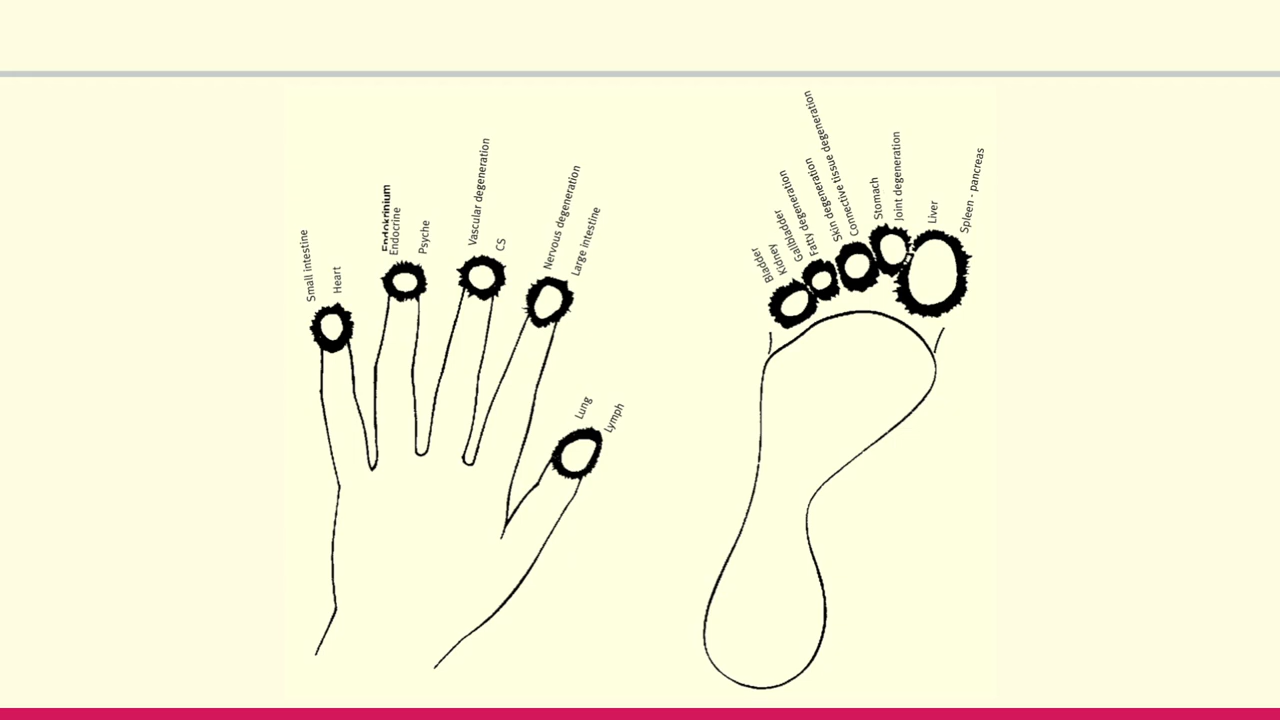 Small intestine
Heart
Endokrinium
Endocrine
Psyche
Vascular degeneration
CS
Nervous degeneration
Large intestine
Lung
Lymph
Bladder
Kidney
Gallbladder
Fatty degeneration
Skin degeneration
Connective tissue degeneration
Stomach
Joint degeneration
Liver
Spleen - pancreas